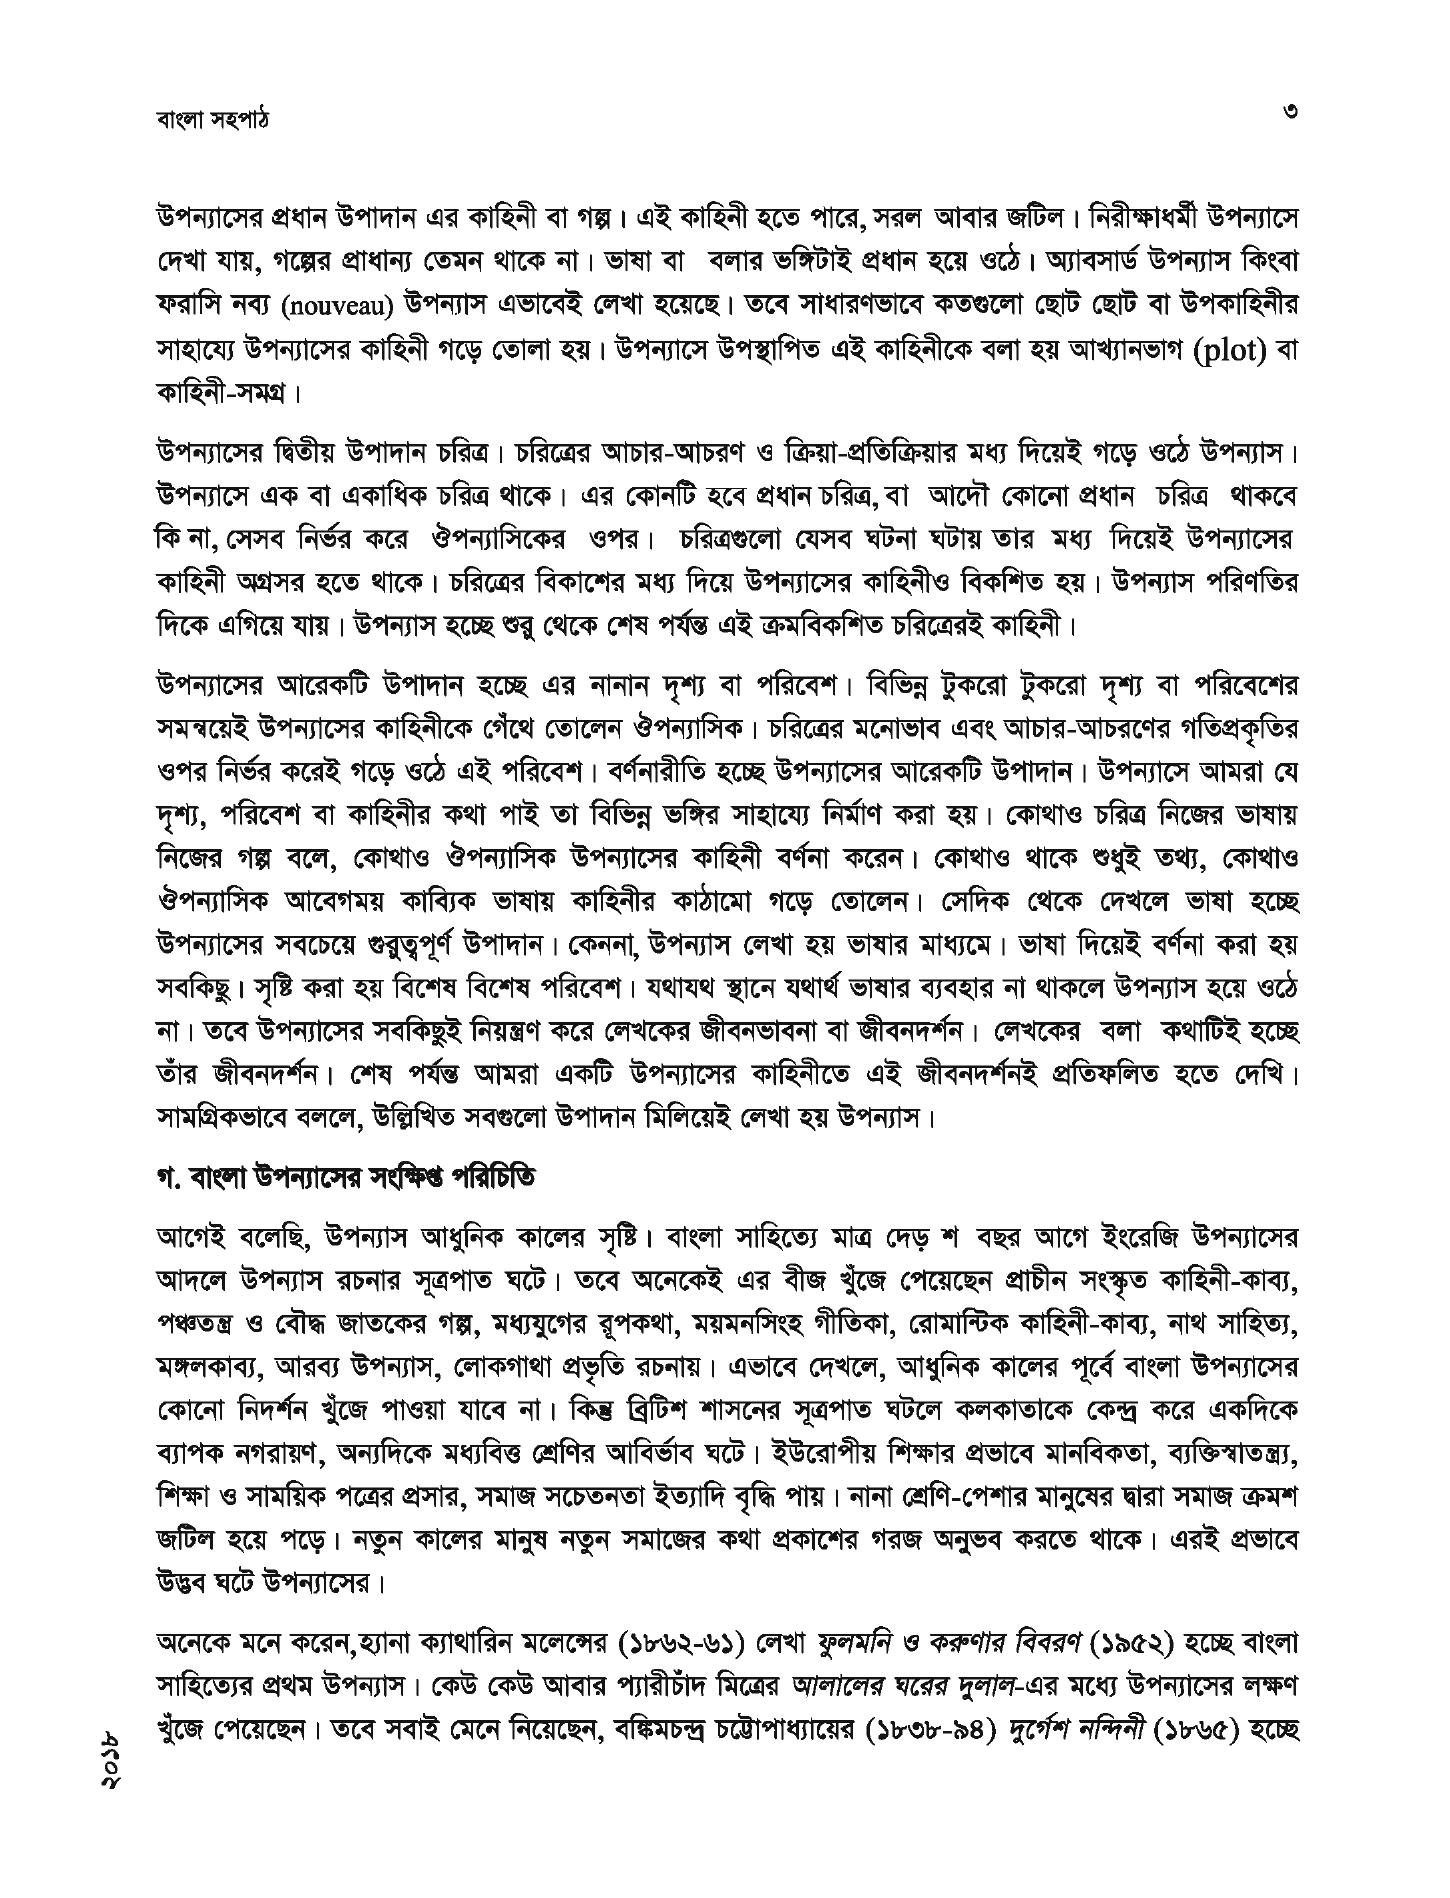 বাংলা সহপাঠ
৩
উপন্যাসের প্রধান উপাদান এর কাহিনী বা গল্প। এই কাহিনী হতে পারে, সরল আবার জটিল। নিরীক্ষাধর্মী উপন্যাসে
দেখা যায়, গল্পের প্রাধান্য তেমন থাকে না। ভাষা বা বলার ভঙ্গিটাই প্রধান হয়ে ওঠে। অ্যাবসার্ড উপন্যাস কিংবা
ফরাসি নব্য (nouveau) উপন্যাস এভাবেই লেখা হয়েছে। তবে সাধারণভাবে কতগুলো ছোট ছোট বা উপকাহিনীর
সাহায্যে উপন্যাসের কাহিনী গড়ে তোলা হয়। উপন্যাসে উপস্থাপিত এই কাহিনীকে বলা হয় আখ্যানভাগ (plot) বা
কাহিনী-সমগ্র।
উপন্যাসের দ্বিতীয় উপাদান চরিত্র। চরিত্রের আচার-আচরণ ও ক্রিয়া-প্রতিক্রিয়ার মধ্য দিয়েই গড়ে ওঠে উপন্যাস।
উপন্যাসে এক বা একাধিক চরিত্র থাকে। এর কোনটি হবে প্রধান চরিত্র, বা আদৌ কোনো প্রধান চরিত্র থাকবে
কি না, সেসব নির্ভর করে ঔপন্যাসিকের ওপর। চরিত্রগুলো যেসব ঘটনা ঘটায় তার মধ্য দিয়েই উপন্যাসের
কাহিনী অগ্রসর হতে থাকে। চরিত্রের বিকাশের মধ্য দিয়ে উপন্যাসের কাহিনীও বিকশিত হয়। উপন্যাস পরিণতির
দিকে এগিয়ে যায়। উপন্যাস হচ্ছে শুরু থেকে শেষ পর্যন্ত এই ক্রমবিকশিত চরিত্রেরই কাহিনী।
উপন্যাসের আরেকটি উপাদান হচ্ছে এর নানান দৃশ্য বা পরিবেশ। বিভিন্ন টুকরো টুকরো দৃশ্য বা পরিবেশের
সমন্বয়েই উপন্যাসের কাহিনীকে গেঁথে তোলেন ঔপন্যাসিক। চরিত্রের মনোভাব এবং আচার-আচরণের গতিপ্রকৃতির
ওপর নির্ভর করেই গড়ে ওঠে এই পরিবেশ। বর্ণনারীতি হচ্ছে উপন্যাসের আরেকটি উপাদান। উপন্যাসে আমরা যে
দৃশ্য, পরিবেশ বা কাহিনীর কথা পাই তা বিভিন্ন ভঙ্গির সাহায্যে নির্মাণ করা হয়। কোথাও চরিত্র নিজের ভাষায়
নিজের গল্প বলে, কোথাও ঔপন্যাসিক উপন্যাসের কাহিনী বর্ণনা করেন। কোথাও থাকে শুধুই তথ্য, কোথাও
ঔপন্যাসিক আবেগময় কাব্যিক ভাষায় কাহিনীর কাঠামো গড়ে তোলেন। সেদিক থেকে দেখলে ভাষা হচ্ছে
উপন্যাসের সবচেয়ে গুরুত্বপূর্ণ উপাদান। কেননা, উপন্যাস লেখা হয় ভাষার মাধ্যমে। ভাষা দিয়েই বর্ণনা করা হয়
সবকিছু। সৃষ্টি করা হয় বিশেষ বিশেষ পরিবেশ। যথাযথ স্থানে যথার্থ ভাষার ব্যবহার না থাকলে উপন্যাস হয়ে ওঠে
না। তবে উপন্যাসের সবকিছুই নিয়ন্ত্রণ করে লেখকের জীবনভাবনা বা জীবনদর্শন। লেখকের বলা কথাটিই হচ্ছে
তাঁর জীবনদর্শন। শেষ পর্যন্ত আমরা একটি উপন্যাসের কাহিনীতে এই জীবনদর্শনই প্রতিফলিত হতে দেখি।
সামগ্রিকভাবে বললে, উল্লিখিত সবগুলো উপাদান মিলিয়েই লেখা হয় উপন্যাস।
গ. বাংলা উপন্যাসের সংক্ষিপ্ত পরিচিতি
আগেই বলেছি, উপন্যাস আধুনিক কালের সৃষ্টি। বাংলা সাহিত্যে মাত্র দেড় শ বছর আগে ইংরেজি উপন্যাসের
আদলে উপন্যাস রচনার সূত্রপাত ঘটে। তবে অনেকেই এর বীজ খুঁজে পেয়েছেন প্রাচীন সংস্কৃত কাহিনী-কাব্য,
পঞ্চতন্ত্র ও বৌদ্ধ জাতকের গল্প, মধ্যযুগের রূপকথা, ময়মনসিংহ গীতিকা, রোমান্টিক কাহিনী-কাব্য, নাথ সাহিত্য,
মঙ্গলকাব্য, আরব্য উপন্যাস, লোকগাথা প্রভৃতি রচনায়। এভাবে দেখলে, আধুনিক কালের পূর্বে বাংলা উপন্যাসের
কোনো নিদর্শন খুঁজে পাওয়া যাবে না। কিন্তু ব্রিটিশ শাসনের সূত্রপাত ঘটলে কলকাতাকে কেন্দ্র করে একদিকে
ব্যাপক নগরায়ণ, অন্যদিকে মধ্যবিত্ত শ্রেণির আবির্ভাব ঘটে। ইউরোপীয় শিক্ষার প্রভাবে মানবিকতা, ব্যক্তিস্বাতন্ত্র্য,
শিক্ষা ও সাময়িক পত্রের প্রসার, সমাজ সচেতনতা ইত্যাদি বৃদ্ধি পায়। নানা শ্রেণি-পেশার মানুষের দ্বারা সমাজ ক্রমশ
জটিল হয়ে পড়ে। নতুন কালের মানুষ নতুন সমাজের কথা প্রকাশের গরজ অনুভব করতে থাকে। এরই প্রভাবে
উদ্ভব ঘটে উপন্যাসের।
অনেকে মনে করেন,হ্যানা ক্যাথারিন মলেন্সের (১৮৬২-৬১) লেখা ফুলমনি ও করুণার বিবরণ (১৯৫২) হচ্ছে বাংলা
সাহিত্যের প্রথম উপন্যাস। কেউ কেউ আবার প্যারীচাঁদ মিত্রের আলালের ঘরের দুলাল-এর মধ্যে উপন্যাসের লক্ষণ
খুঁজে পেয়েছেন। তবে সবাই মেনে নিয়েছেন, বঙ্কিমচন্দ্র চট্টোপাধ্যায়ের (১৮৩৮-৯৪) দুর্গেশ নন্দিনী (১৮৬৫) হচ্ছে
২০১৮